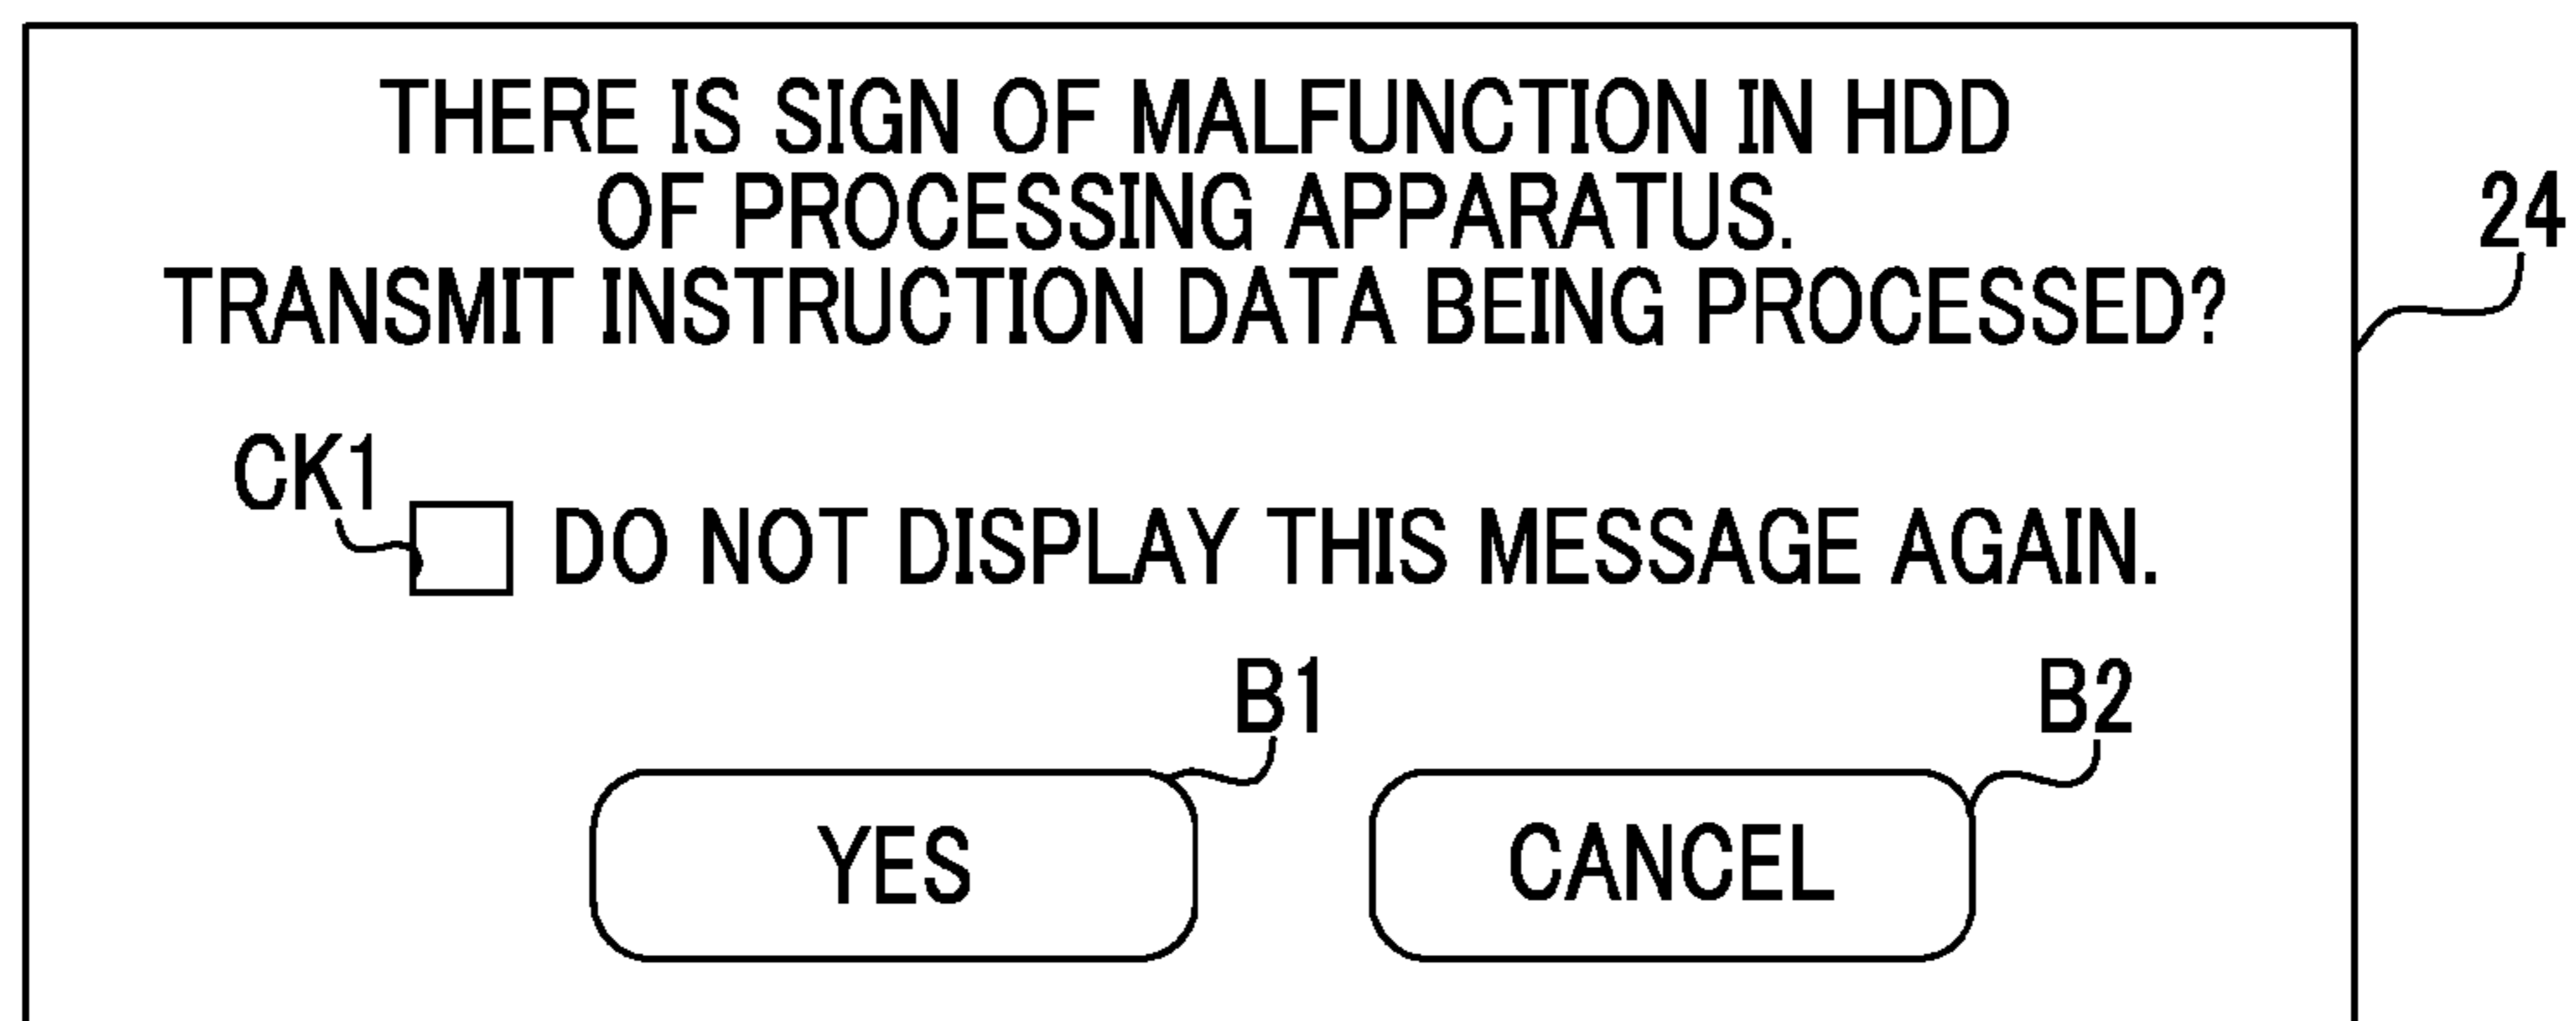 THERE IS SIGN OF MALFUNCTION IN HDD
OF PROCESSING APPARATUS.
TRANSMIT INSTRUCTION DATA BEING PROCESSED?
24
CK1
DO NOT DISPLAY THIS MESSAGE AGAIN.
B1
B2
YES
CANCEL